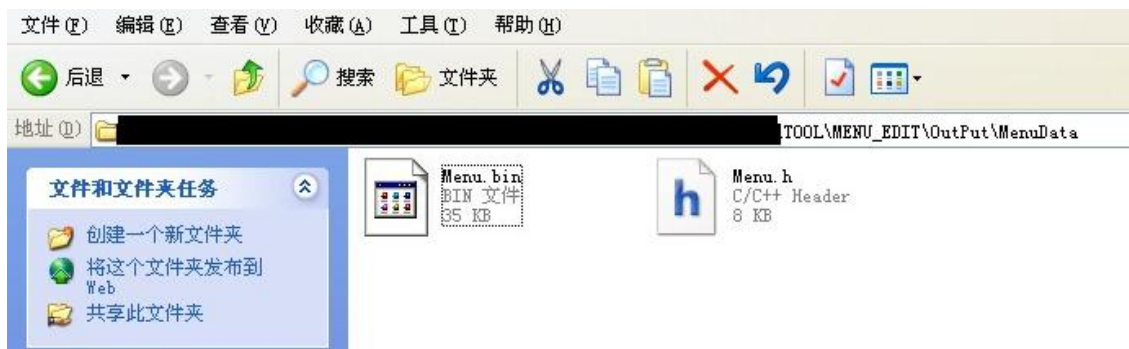 文件(F) 编辑(E) 查看(V) 收藏(A) 工具(T) 帮助(H)
后退 搜索 文件夹
地址(D) TOOL\MENU_EDIT\OutPut\MenuData
文件和文件夹任务
创建一个新文件夹
将这个文件夹发布到
Web
共享此文件夹
Menu.bin
BIN 文件
35 KB
h
Menu.h
C/C++ Header
8 KB